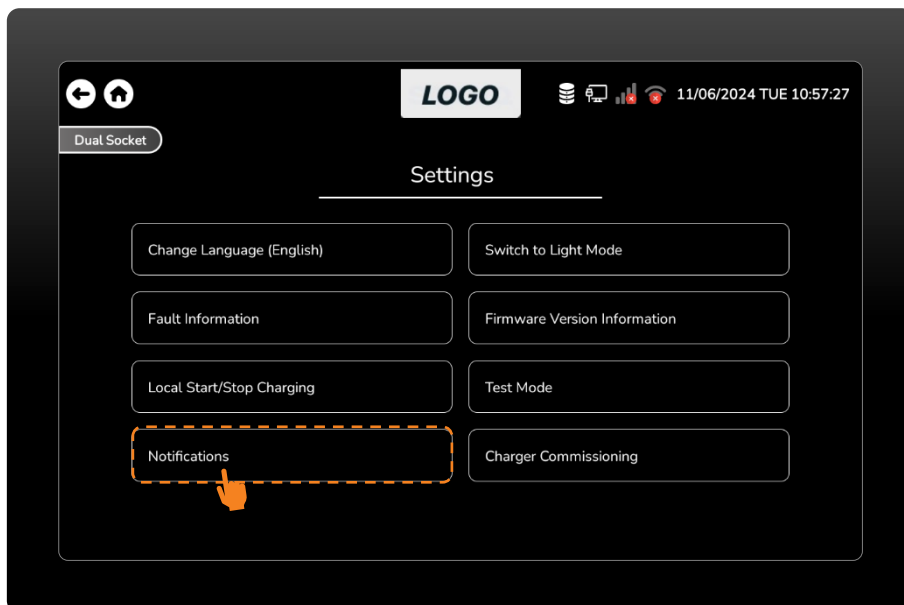 LOGO
11/06/2024 TUE 10:57:27
Dual Socket
Settings
Change Language (English)
Switch to Light Mode
Fault Information
Firmware Version Information
Local Start/Stop Charging
Test Mode
Notifications
Charger Commissioning